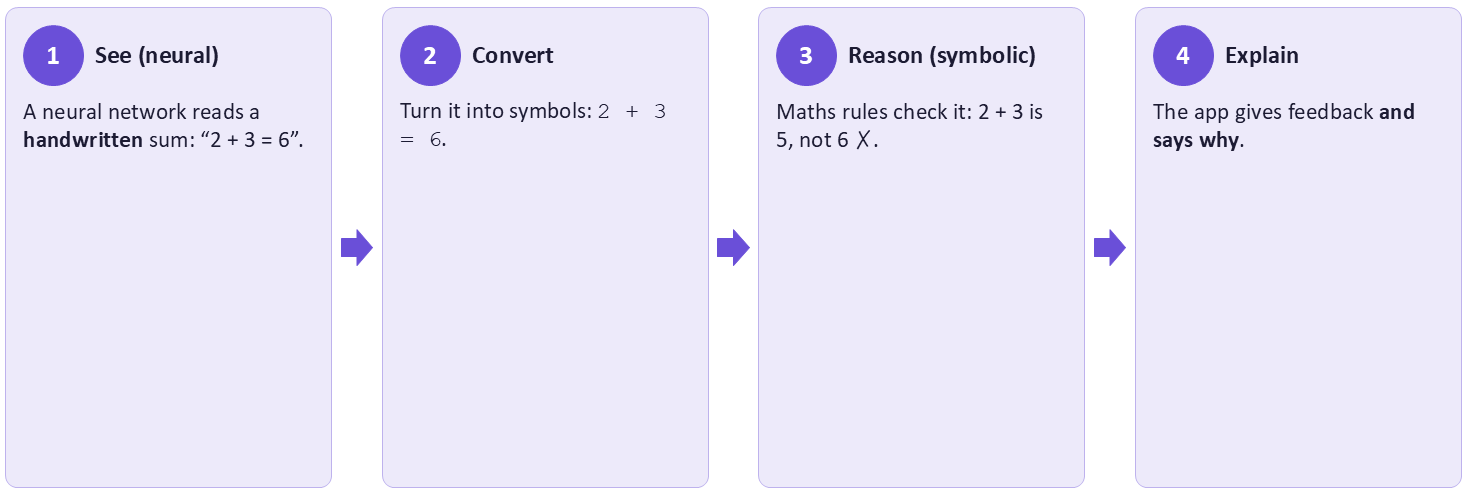 1 See (neural)
A neural network reads a
handwritten sum: “2 + 3 = 6”.
2 Convert
Turn it into symbols: 2 + 3
= 6.
3 Reason (symbolic)
Maths rules check it: 2 + 3 is
5, not 6 ✗.
4 Explain
The app gives feedback and
says why.